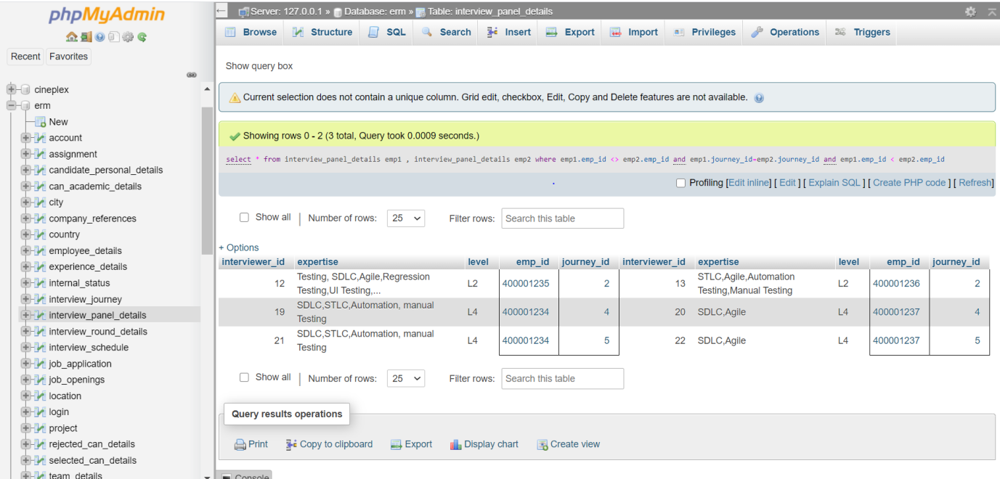 phpMyAdmin
Recent Favorites
cineplex
erm
New
account
assignment
candidate_personal_details
can_academic_details
city
company_references
country
employee_details
experience_details
internal_status
interview_journey
interview_panel_details
interview_round_details
interview_schedule
job_application
job_openings
location
login
project
rejected_can_details
selected_can_details
team_details
Server: 127.0.0.1 » Database: erm » Table: interview_panel_details
Browse Structure SQL Search Insert Export Import Privileges Operations Triggers
Show query box
Current selection does not contain a unique column. Grid edit, checkbox, Edit, Copy and Delete features are not available.
Showing rows 0 - 2 (3 total, Query took 0.0009 seconds.)
select * from interview_panel_details emp1 , interview_panel_details emp2 where emp1.emp_id <> emp2.emp_id and emp1.journey_id=emp2.journey_id and emp1.emp_id < emp2.emp_id
Profiling [Edit inline] [ Edit ] [ Explain SQL ] [ Create PHP code ] [ Refresh]
Show all | Number of rows: 25 Filter rows: Search this table
+ Options
interviewer_id expertise level emp_id journey_id interviewer_id expertise level emp_id journey_id
12 Testing, SDLC,Agile,Regression Testing,UI Testing,... L2 400001235 2 13 STLC,Agile,Automation Testing,Manual Testing L2 400001236 2
19 SDLC,STLC,Automation, manual Testing L4 400001234 4 20 SDLC,Agile L4 400001237 4
21 SDLC,STLC,Automation, manual Testing L4 400001234 5 22 SDLC,Agile L4 400001237 5
Show all | Number of rows: 25 Filter rows: Search this table
Query results operations
Print Copy to clipboard Export Display chart Create view
Console